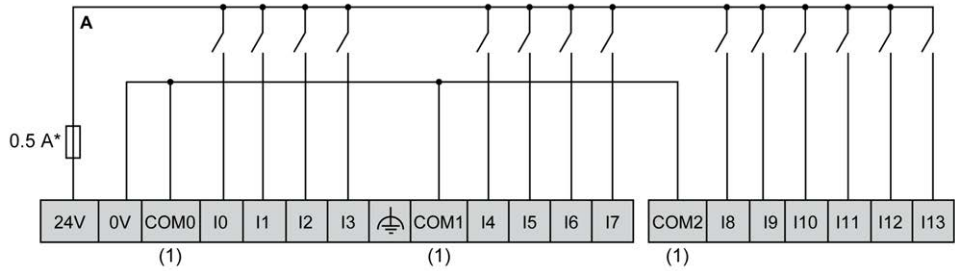 A
0.5 A*
24V 0V COM0 I0 I1 I2 I3 COM1 I4 I5 I6 I7 COM2 I8 I9 I10 I11 I12 I13
(1) (1) (1)